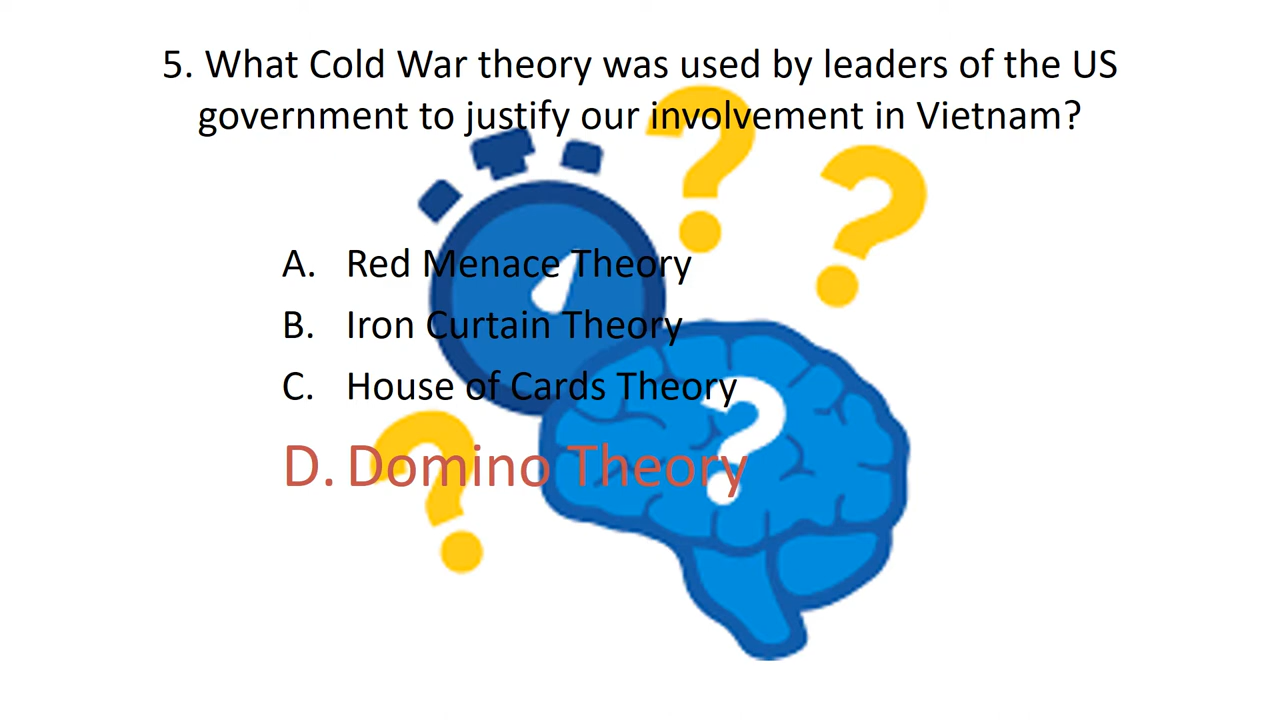 5. What Cold War theory was used by leaders of the US
government to justify our involvement in Vietnam?
A. Red Menace Theory
B. Iron Curtain Theory
C. House of Cards Theory
D. Domino Theory